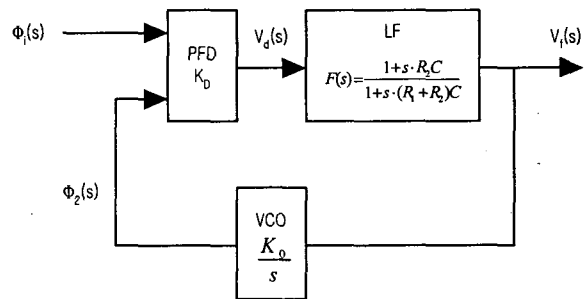 Φi(s)
PFD
KD
Vd(s)
LF
F(s)=1+s·R2C/1+s·(R1+R2)C
Vf(s)
Φ2(s)
VCO
K0/s